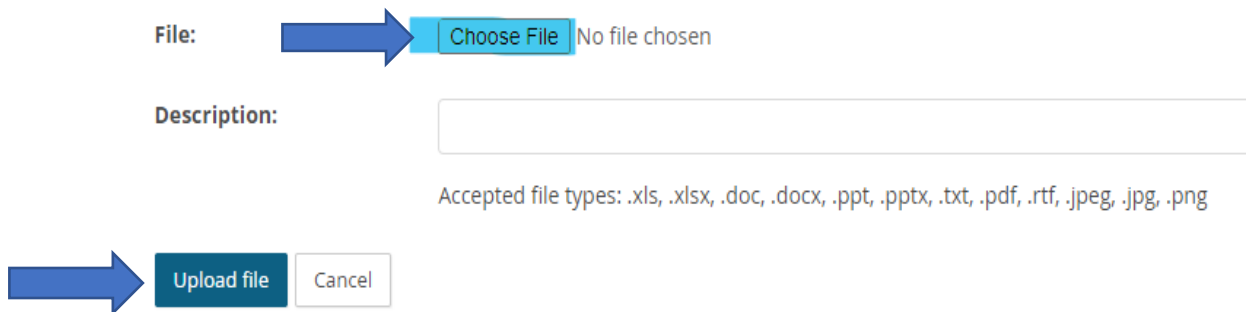 File: Choose File No file chosen
Description:
Accepted file types: .xls, .xlsx, .doc, .docx, .ppt, .pptx, .txt, .pdf, .rtf, .jpeg, .jpg, .png
Upload file Cancel